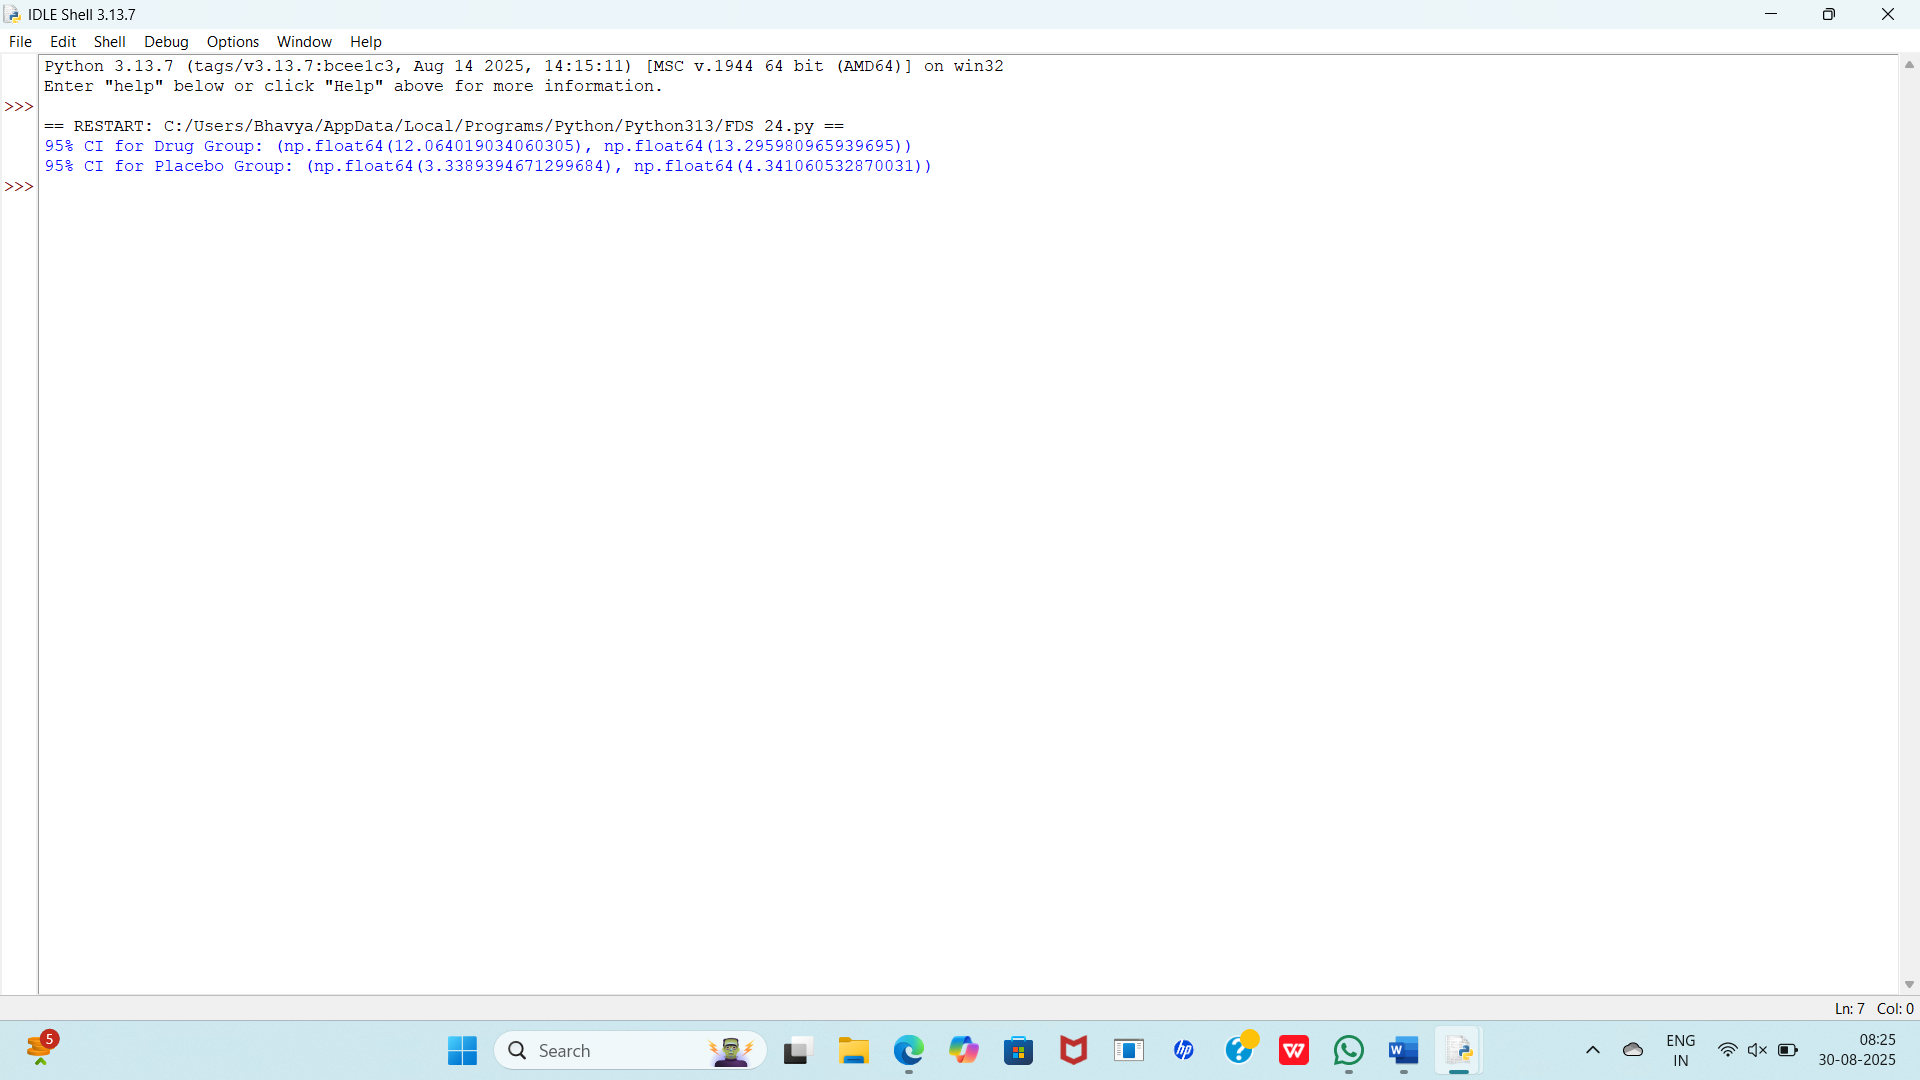 IDLE Shell 3.13.7
File Edit Shell Debug Options Window Help
Python 3.13.7 (tags/v3.13.7:bcee1c3, Aug 14 2025, 14:15:11) [MSC v.1944 64 bit (AMD64)] on win32
Enter "help" below or click "Help" above for more information.
>>>
== RESTART: C:/Users/Bhavya/AppData/Local/Programs/Python/Python313/FDS 24.py ==
95% CI for Drug Group: (np.float64(12.064019034060305), np.float64(13.295980965939695))
95% CI for Placebo Group: (np.float64(3.3389394671299684), np.float64(4.341060532870031))
>>>
Ln: 7 Col: 0
5
Search
hp
?
W
W
ENG
IN
08:25
30-08-2025